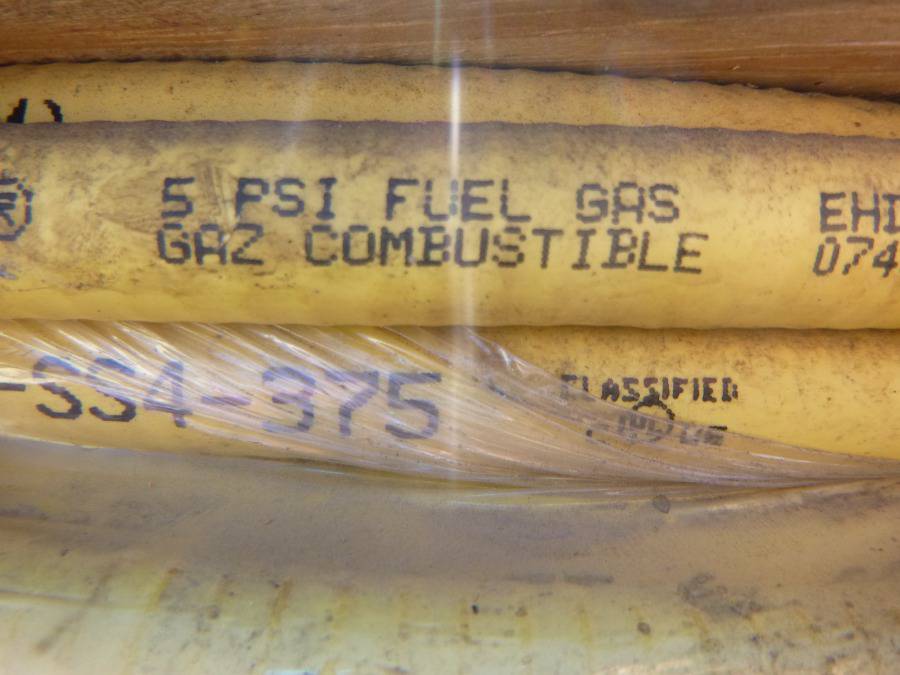 5 PSI FUEL GAS
GAZ COMBUSTIBLE
EHD
074
-SS4-375
CLASSIFIED